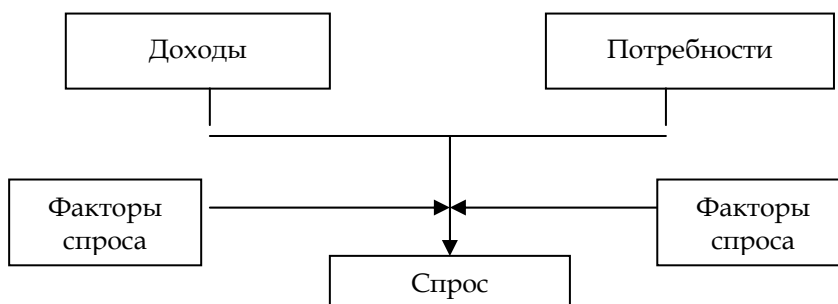 Доходы
Потребности
Факторы
спроса
Факторы
спроса
Спрос